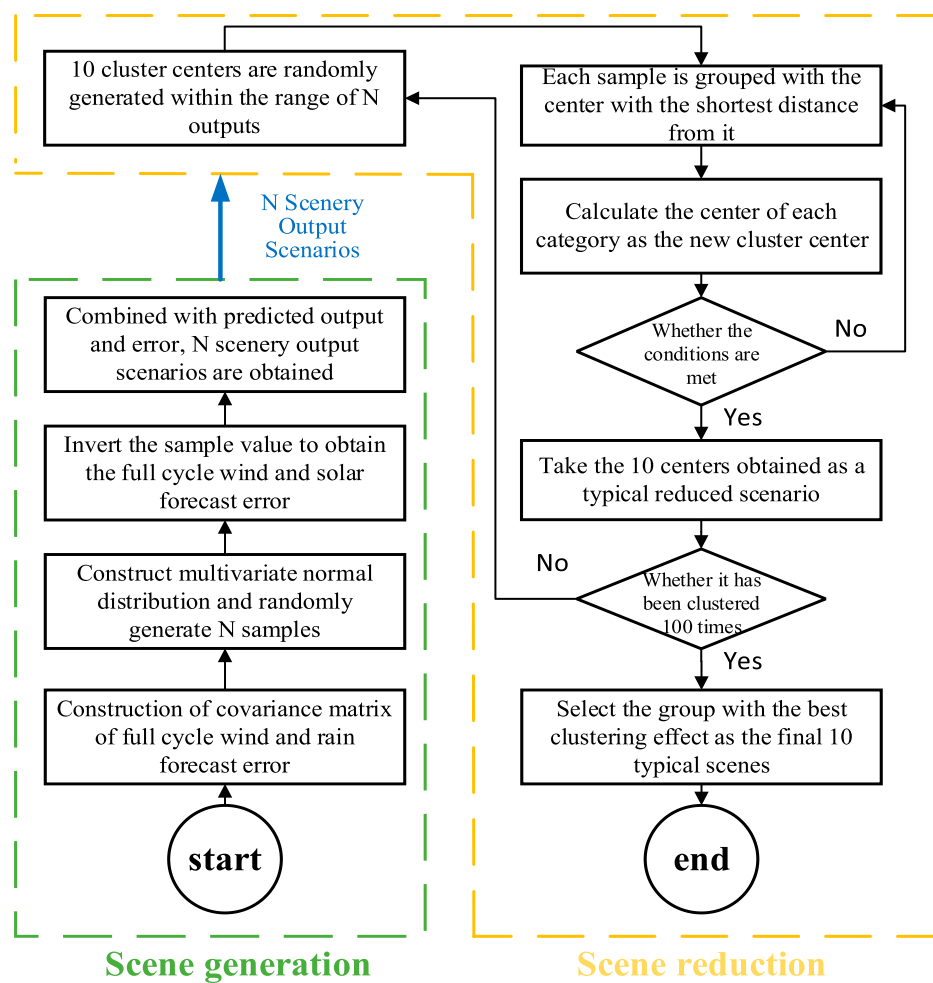 10 cluster centers are randomly
generated within the range of N
outputs
Each sample is grouped with the
center with the shortest distance
from it
Calculate the center of each
category as the new cluster center
N Scenery
Output
Scenarios
Combined with predicted output
and error, N scenery output
scenarios are obtained
Whether the
conditions are
met
No
Yes
Invert the sample value to obtain
the full cycle wind and solar
forecast error
Take the 10 centers obtained as a
typical reduced scenario
Construct multivariate normal
distribution and randomly
generate N samples
No
Whether it has
been clustered
100 times
Yes
Construction of covariance matrix
of full cycle wind and rain
forecast error
Select the group with the best
clustering effect as the final 10
typical scenes
start
end
Scene generation
Scene reduction